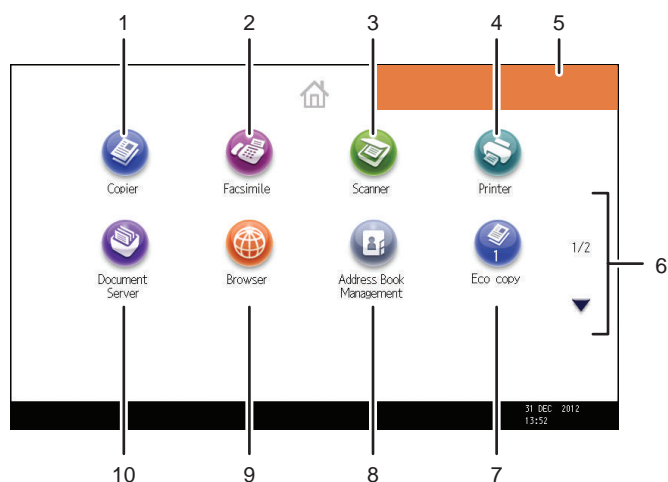 1 2 3 4 5
Copier Facsimile Scanner Printer
1/2
6
1
Document Server Browser Address Book Management Eco copy
31 DEC 2012
13:52
10 9 8 7